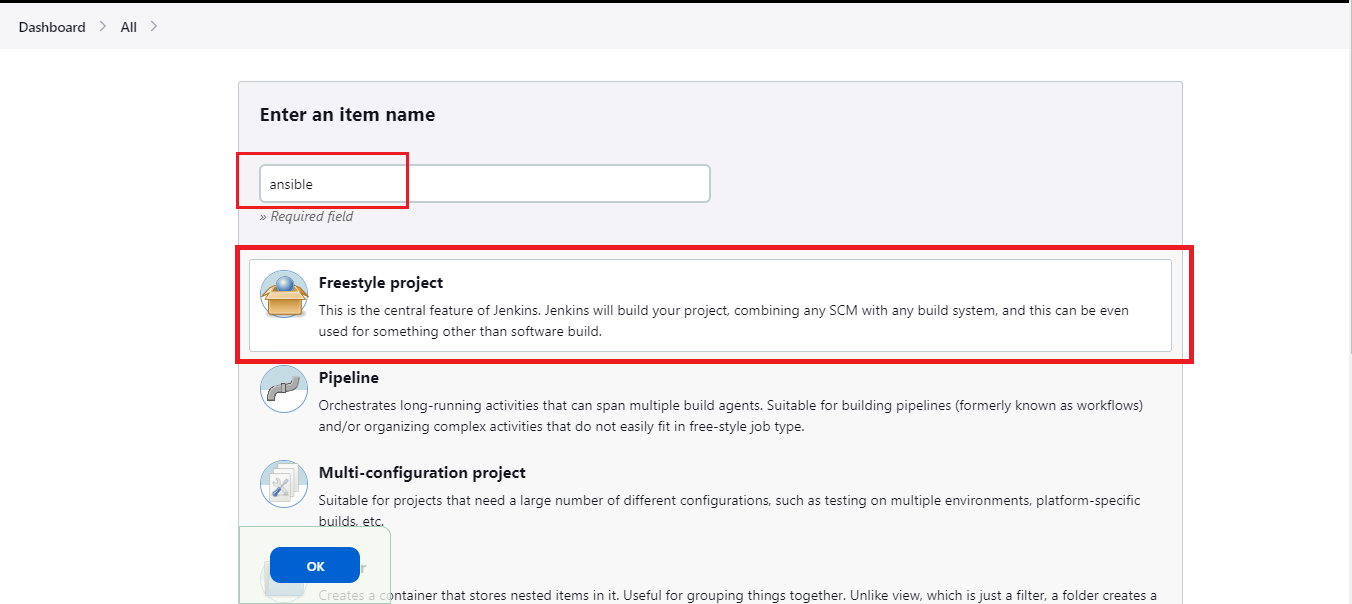 Dashboard
All
Enter an item name
ansible
» Required field
Freestyle project
This is the central feature of Jenkins. Jenkins will build your project, combining any SCM with any build system, and this can be even
used for something other than software build.
Pipeline
Orchestrates long-running activities that can span multiple build agents. Suitable for building pipelines (formerly known as workflows)
and/or organizing complex activities that do not easily fit in free-style job type.
Multi-configuration project
Suitable for projects that need a large number of different configurations, such as testing on multiple environments, platform-specific
builds, etc.
OK
Creates a container that stores nested items in it. Useful for grouping things together. Unlike view, which is just a filter, a folder creates a